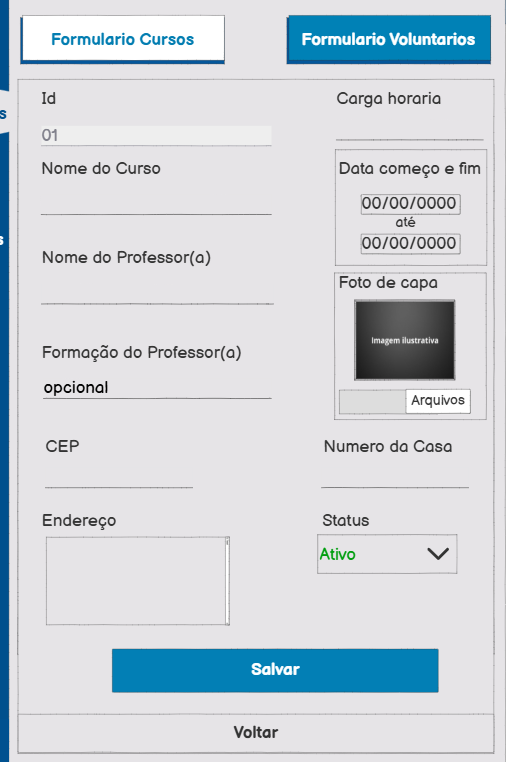 Formulario Cursos
Formulario Voluntarios
s
s
Id
01
Carga horaria
Nome do Curso
Data começo e fim
00/00/0000
até
00/00/0000
Nome do Professor(a)
Foto de capa
Imagem ilustrativa
Arquivos
Formação do Professor(a)
opcional
CEP
Numero da Casa
Endereço
Status
Ativo
Salvar
Voltar